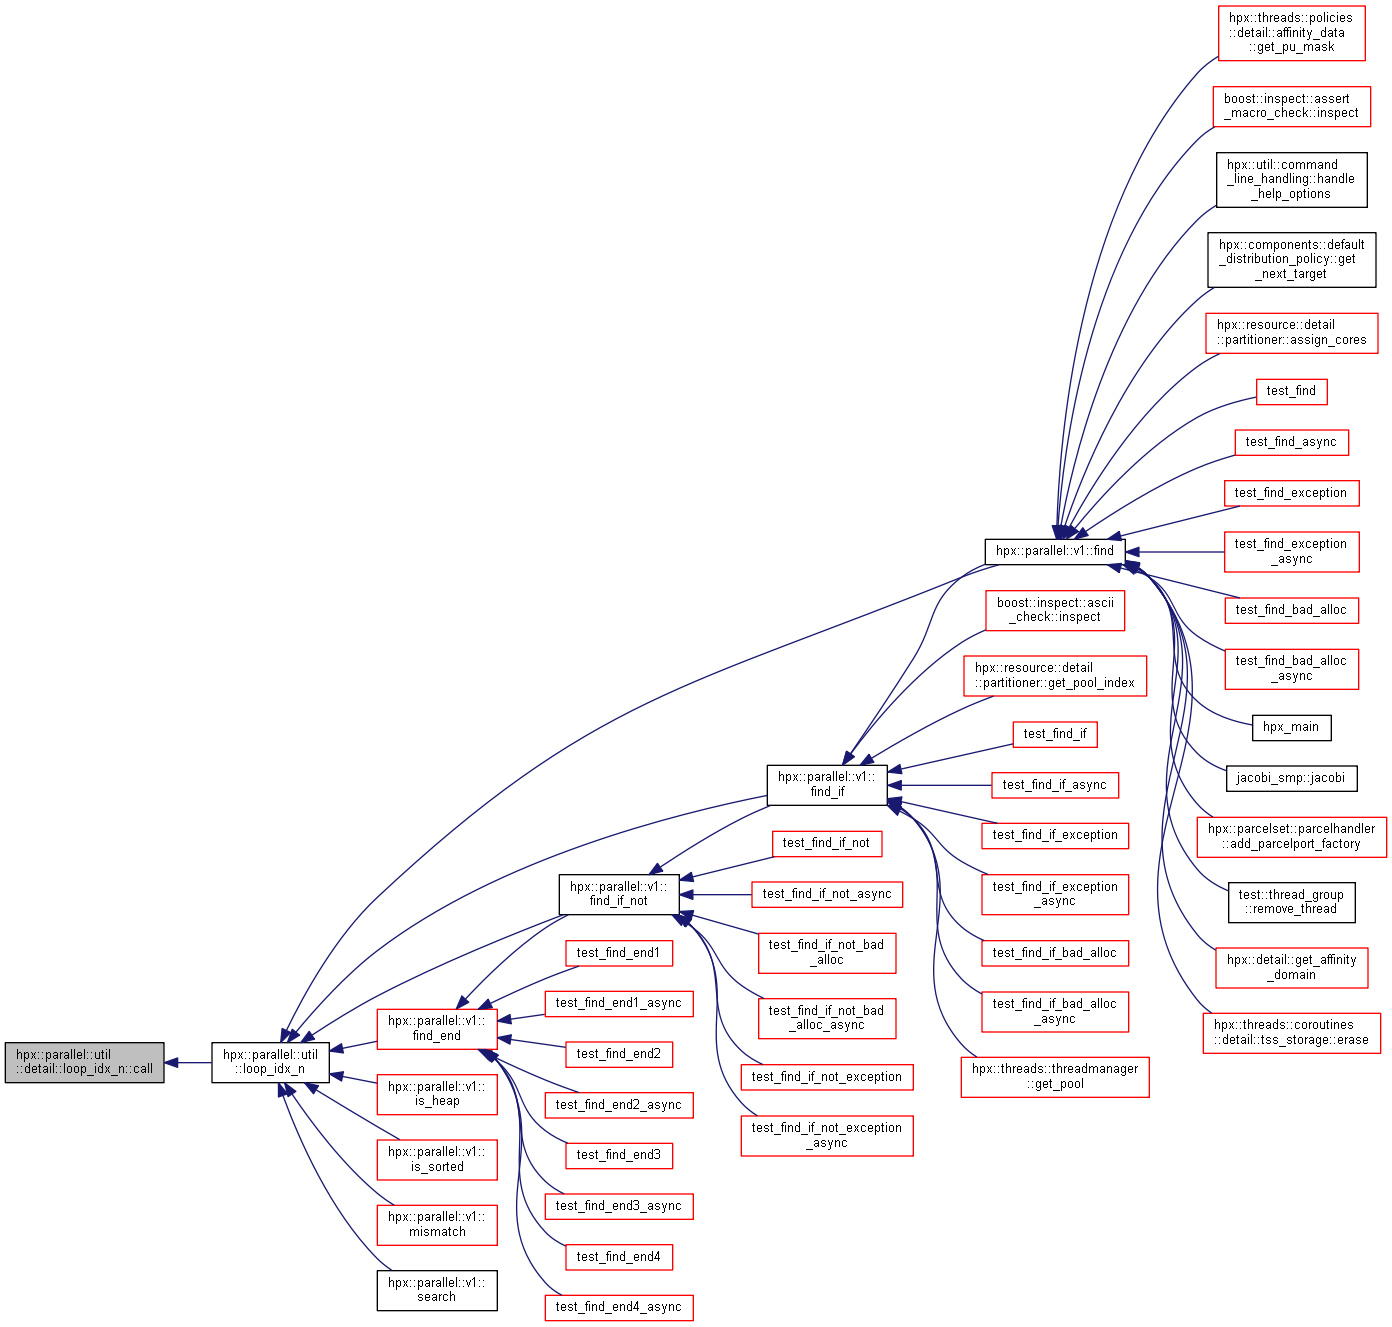 hpx::threads::policies
::detail::affinity_data
::get_pu_mask
boost::inspect::assert
_macro_check::inspect
hpx::util::command
_line_handling::handle
_help_options
hpx::components::default
_distribution_policy::get
_next_target
hpx::resource::detail
::partitioner::assign_cores
test_find
test_find_async
test_find_exception
test_find_exception
_async
hpx::parallel::v1::find
test_find_bad_alloc
boost::inspect::ascii
_check::inspect
test_find_bad_alloc
_async
hpx::resource::detail
::partitioner::get_pool_index
hpx_main
test_find_if
hpx::parallel::v1::
find_if
test_find_if_async
jacobi_smp::jacobi
test_find_if_exception
hpx::parcelset::parcelhandler
::add_parcelport_factory
test_find_if_not
hpx::parallel::v1::
find_if_not
test_find_if_not_async
test_find_if_exception
_async
test::thread_group
::remove_thread
test_find_end1
test_find_if_not_bad
_alloc
test_find_if_bad_alloc
hpx::detail::get_affinity
_domain
test_find_end1_async
test_find_if_not_bad
_alloc_async
test_find_if_bad_alloc
_async
hpx::threads::coroutines
::detail::tss_storage::erase
hpx::parallel::v1::
find_end
hpx::parallel::util
::detail::loop_idx_n::call
hpx::parallel::util
::loop_idx_n
test_find_end2
test_find_if_not_exception
hpx::threads::threadmanager
::get_pool
hpx::parallel::v1::
is_heap
test_find_end2_async
test_find_if_not_exception
_async
hpx::parallel::v1::
is_sorted
test_find_end3
hpx::parallel::v1::
mismatch
test_find_end3_async
test_find_end4
hpx::parallel::v1::
search
test_find_end4_async